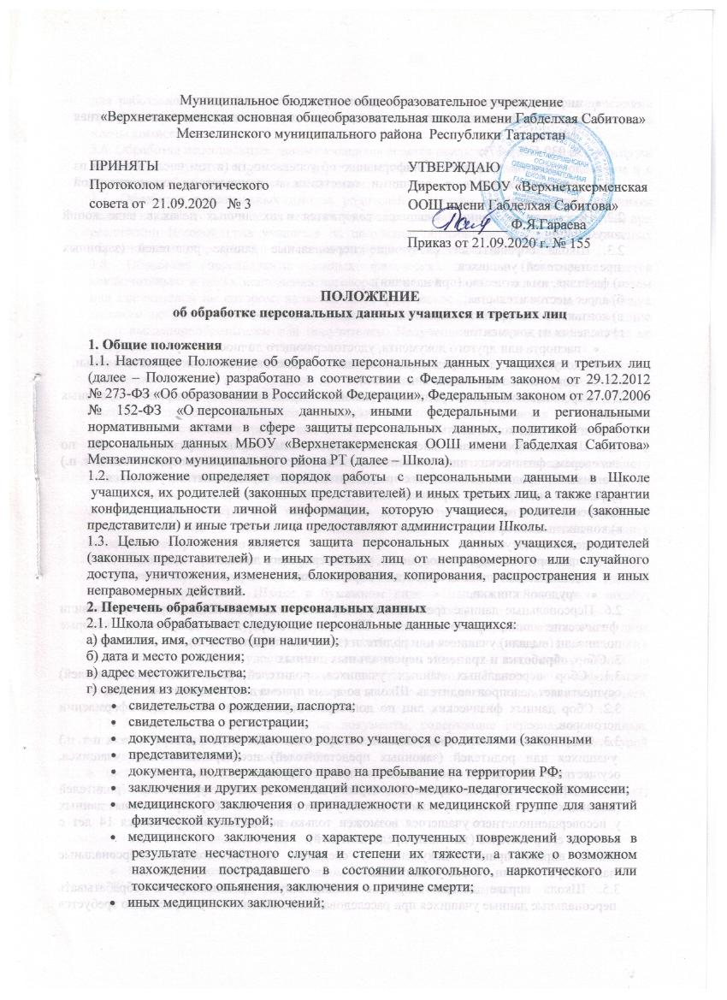 Муниципальное бюджетное общеобразовательное учреждение
«Верхнетакерменская основная общеобразовательная школа имени Габделхая Сабитова»
Мензелинского муниципального района Республики Татарстан
ПРИНЯТЫ
Протоколом педагогического
совета от 21.09.2020 № 3
УТВЕРЖДАЮ
Директор МБОУ «Верхнетакерменская
ООШ имени Габделхая Сабитова»
______________ Ф.Я.Гараева
Приказ от 21.09.2020 г. № 155
ПОЛОЖЕНИЕ
об обработке персональных данных учащихся и третьих лиц
1. Общие положения
1.1. Настоящее Положение об обработке персональных данных учащихся и третьих лиц
(далее – Положение) разработано в соответствии с Федеральным законом от 29.12.2012
№ 273-ФЗ «Об образовании в Российской Федерации», Федеральным законом от 27.07.2006
№ 152-ФЗ «О персональных данных», иными федеральными и региональными
нормативными актами в сфере защиты персональных данных, политикой обработки
персональных данных МБОУ «Верхнетакерменская ООШ имени Габделхая Сабитова»
Мензелинского муниципального рйона РТ (далее – Школа).
1.2. Положение определяет порядок работы с персональными данными в Школе
учащихся, их родителей (законных представителей) и иных третьих лиц, а также гарантии
конфиденциальности личной информации, которую учащиеся, родители (законные
представители) и иные третьи лица предоставляют администрации Школы.
1.3. Целью Положения является защита персональных данных учащихся, родителей
(законных представителей) и иных третьих лиц от неправомерного или случайного
доступа, уничтожения, изменения, блокирования, копирования, распространения и иных
неправомерных действий.
2. Перечень обрабатываемых персональных данных
2.1. Школа обрабатывает следующие персональные данные учащихся:
а) фамилия, имя, отчество (при наличии);
б) дата и место рождения;
в) адрес местожительства;
г) сведения из документов:
• свидетельства о рождении, паспорта;
• свидетельства о регистрации;
• документа, подтверждающего родство учащегося с родителями (законными
• представителями);
• документа, подтверждающего право на пребывание на территории РФ;
• заключения и других рекомендаций психолого-медико-педагогической комиссии;
• медицинского заключения о принадлежности к медицинской группе для занятий
физической культурой;
• медицинского заключения о характере полученных повреждений здоровья в
результате несчастного случая и степени их тяжести, а также о возможном
нахождении пострадавшего в состоянии алкогольного, наркотического или
токсического опьянения, заключения о причине смерти;
• иных медицинских заключений;